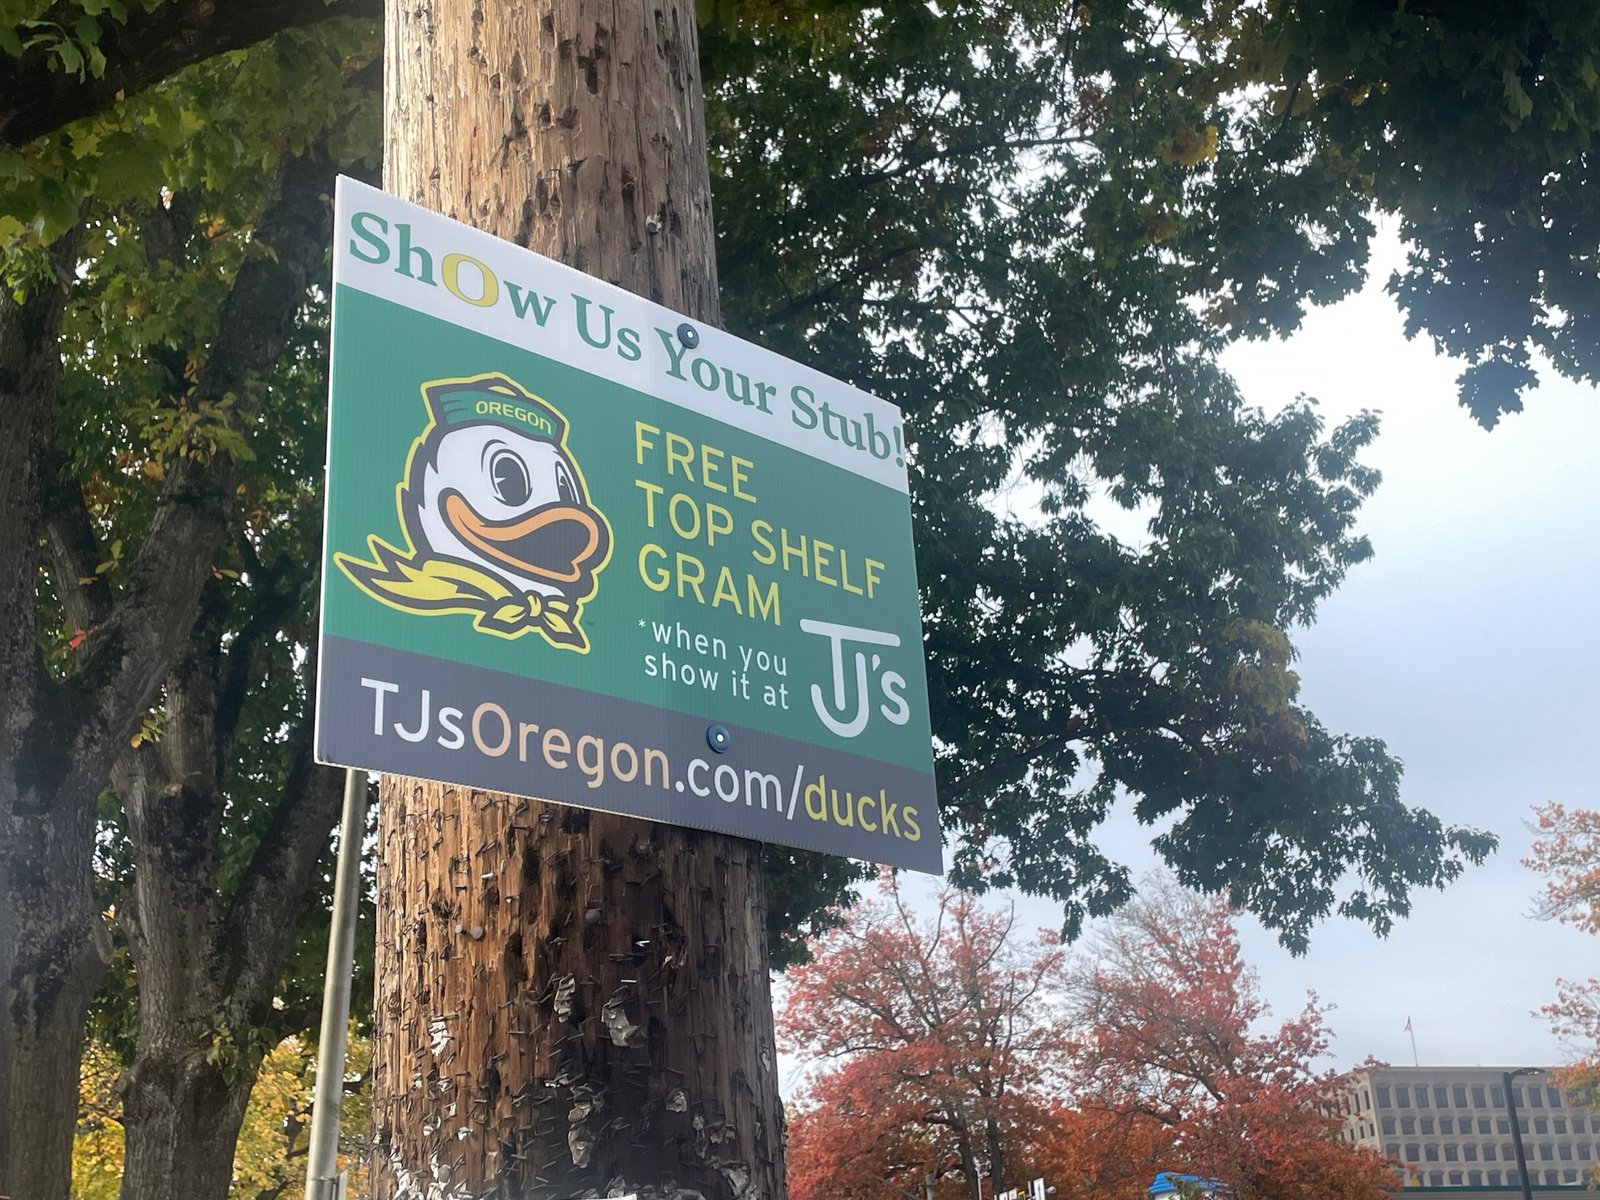 Show Us Your Stub!
OREGON
FREE
TOP SHELF
GRAM
*when you
show it at
TJ's
TJsOregon.com/ducks